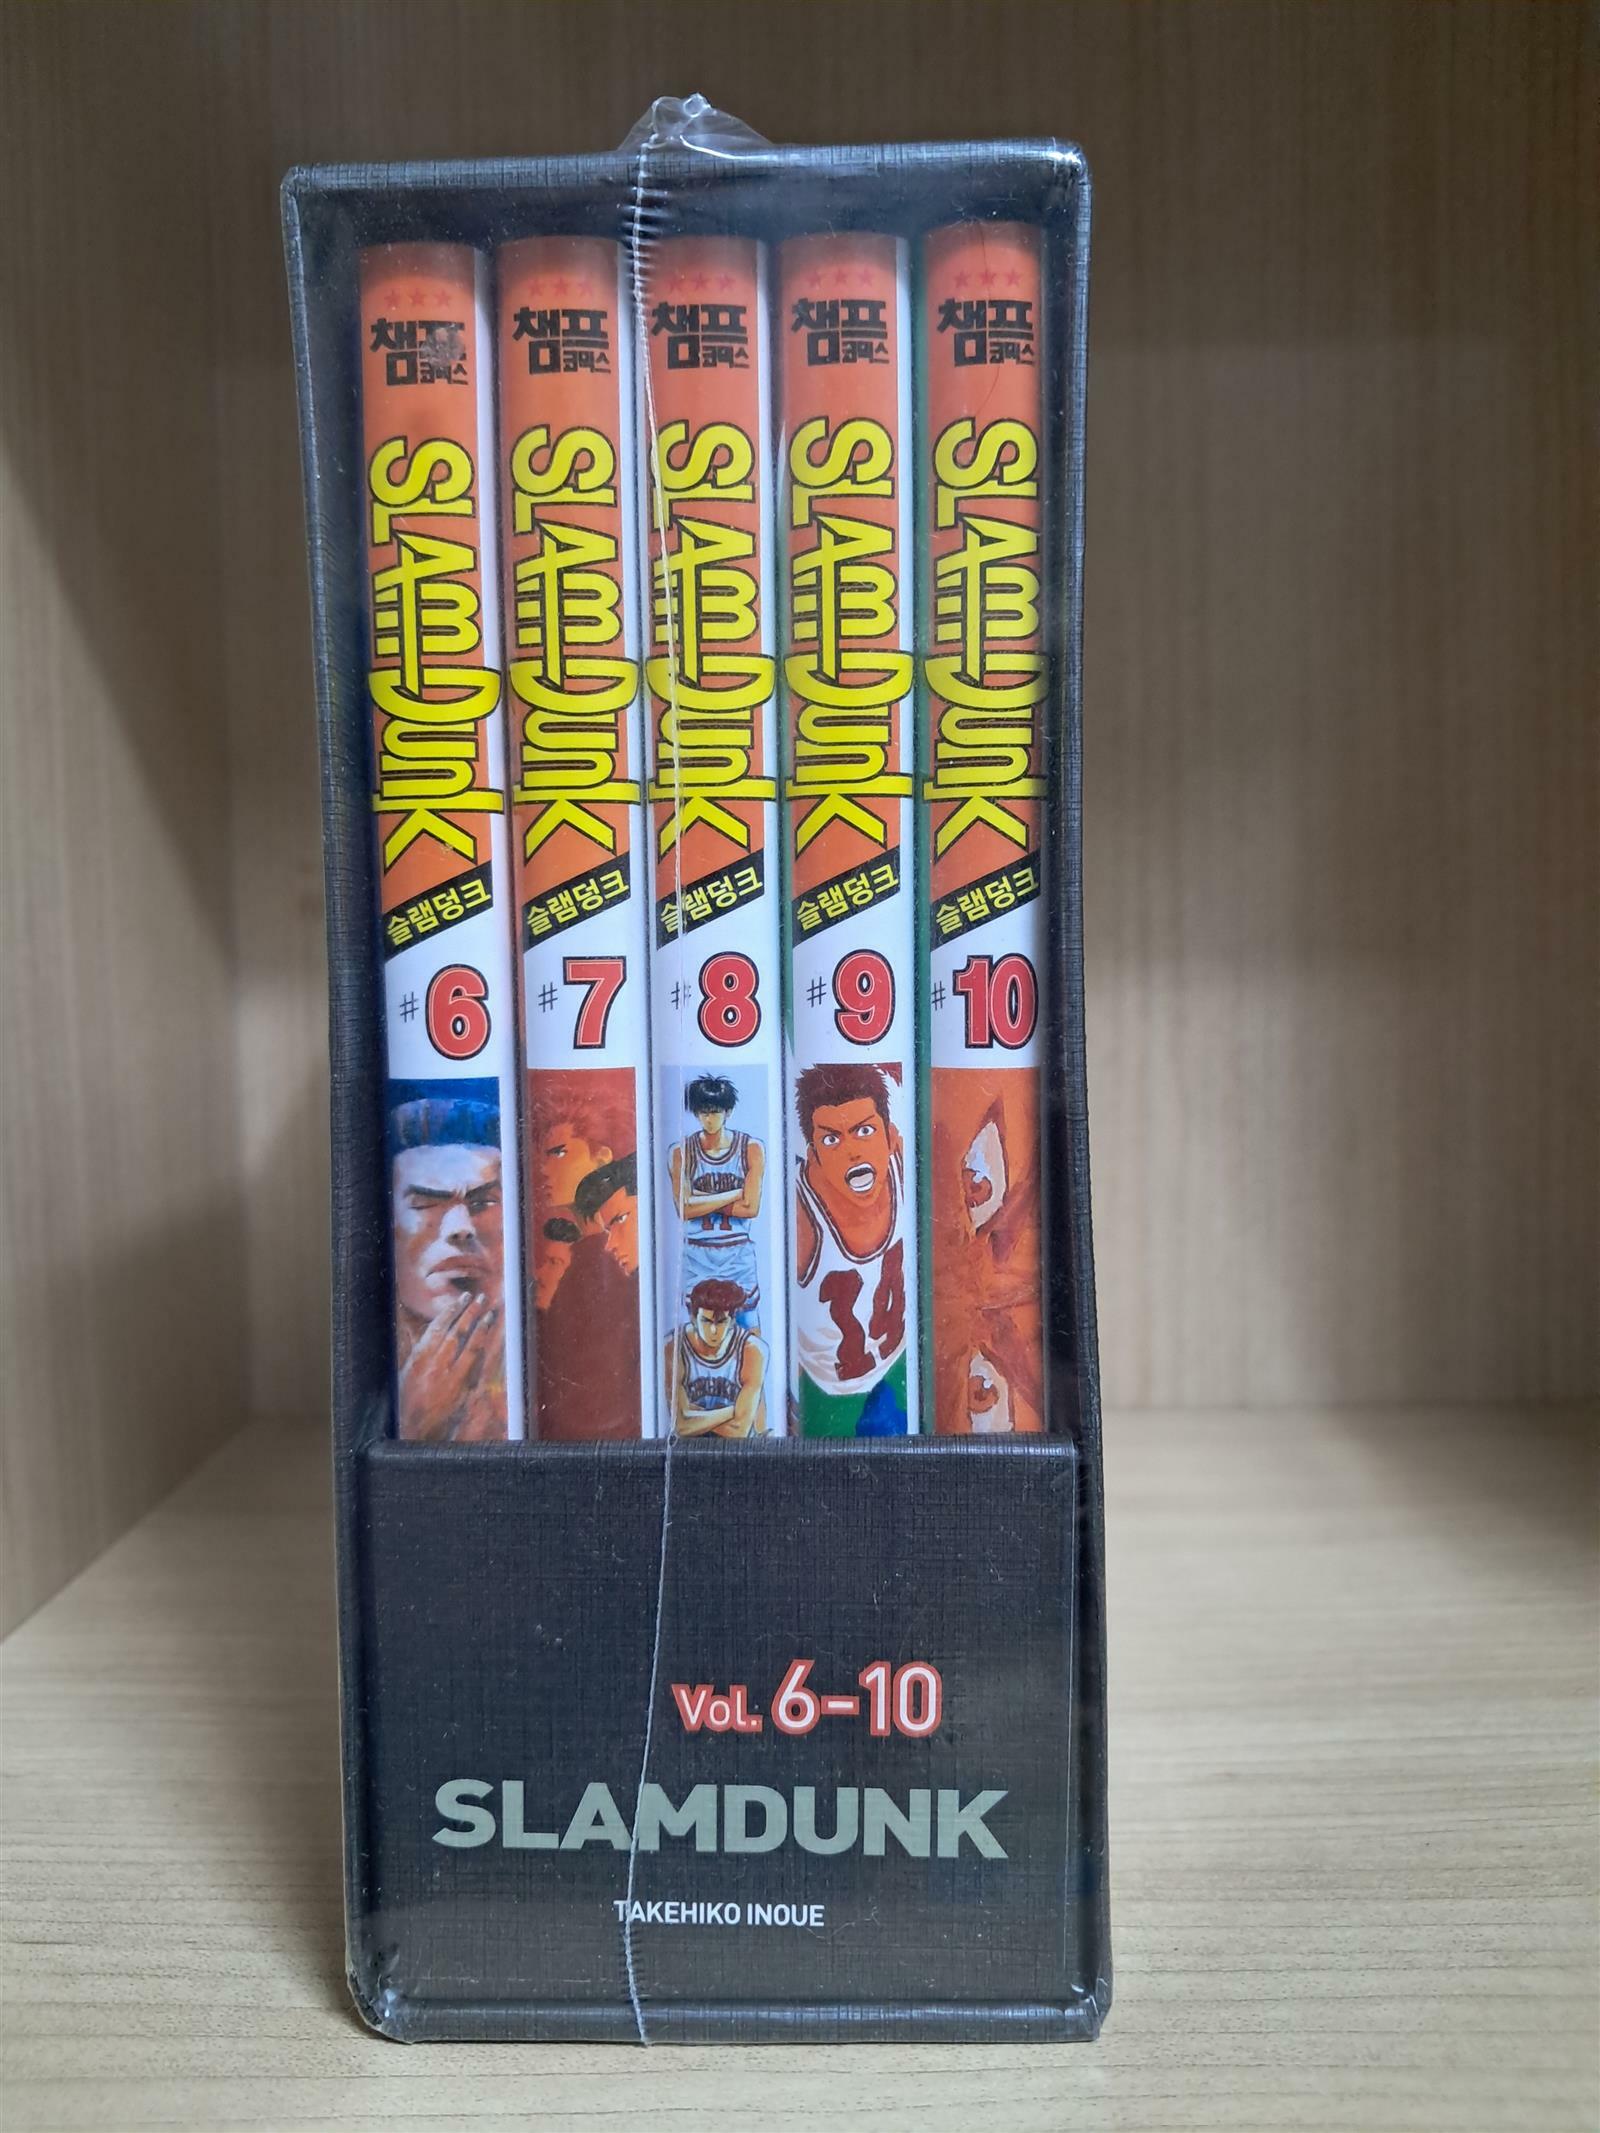 챔프
코믹스
SLAM DUNK
슬램덩크
#6
챔프
코믹스
SLAM DUNK
슬램덩크
#7
챔프
코믹스
SLAM DUNK
슬램덩크
#8
SHOHOKU
11
SHOHOKU
챔프
코믹스
SLAM DUNK
슬램덩크
#9
14
챔프
코믹스
SLAM DUNK
슬램덩크
#10
Vol. 6-10
SLAMDUNK
TAKEHIKO INOUE